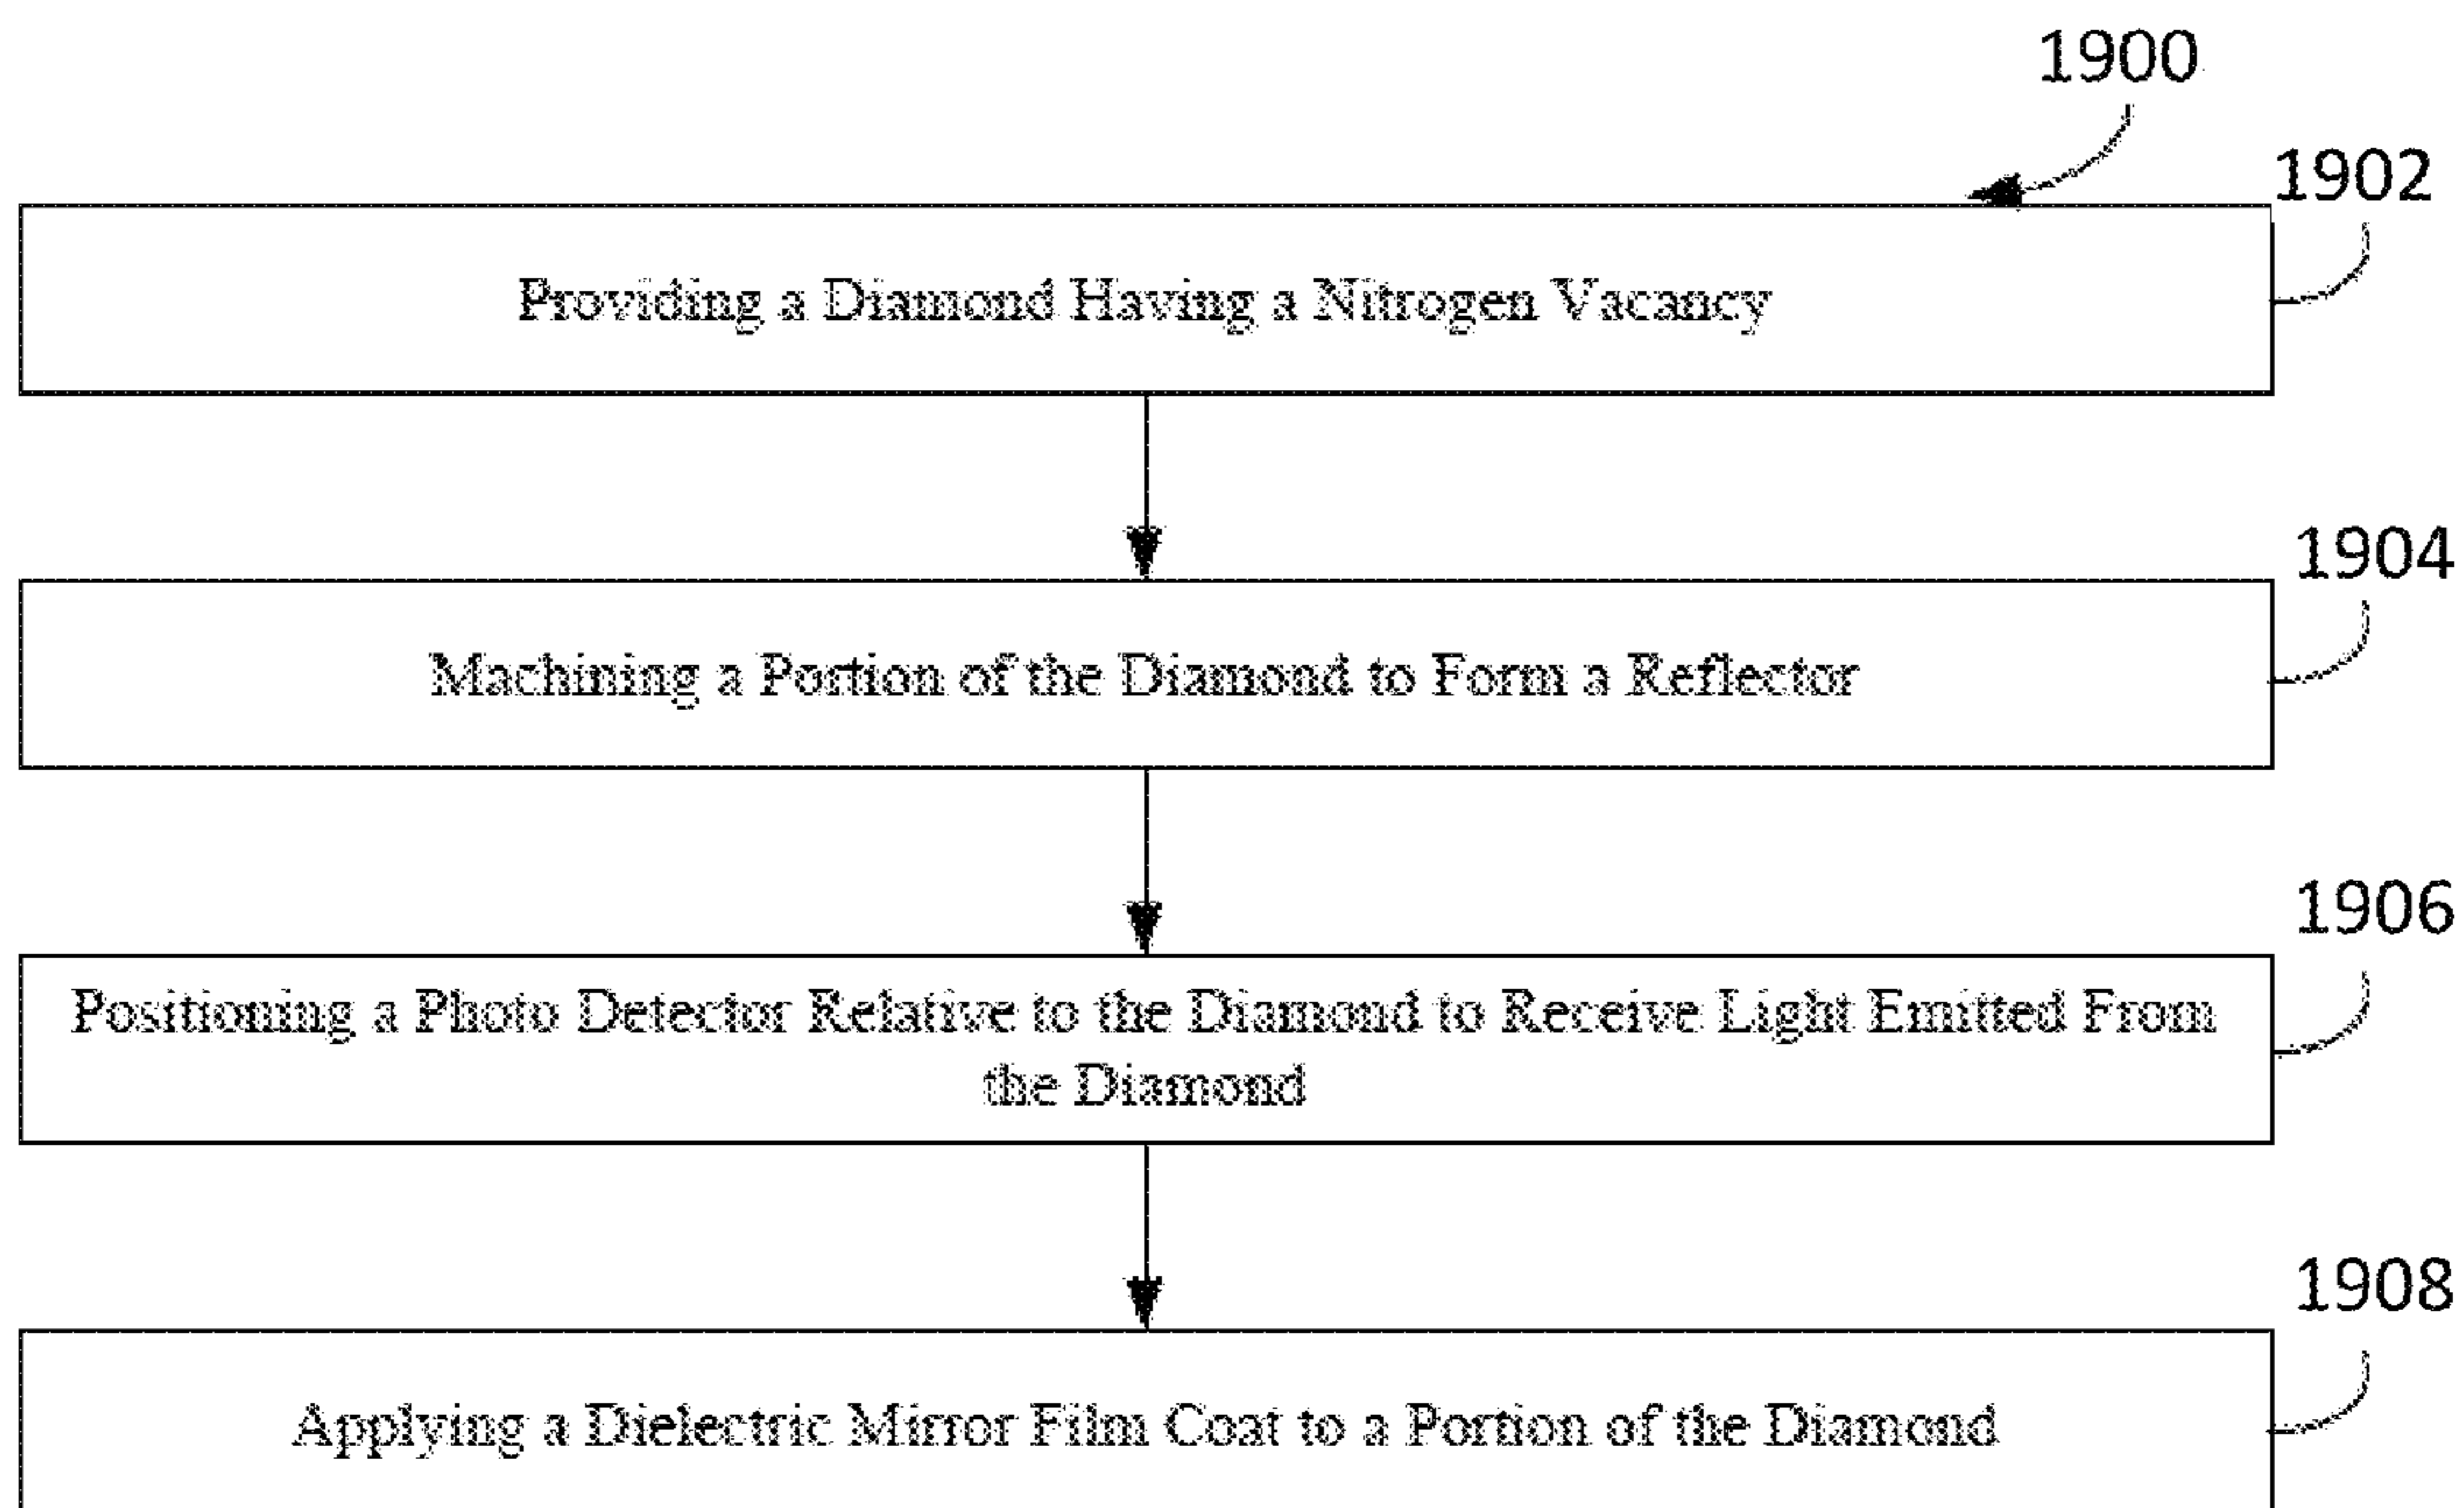 1900
1902
Providing a Diamond Having a Nitrogen Vacancy
1904
Machining a Portion of the Diamond to Form a Reflector
1906
Positioning a Photo Detector Relative to the Diamond to Receive Light Emitted From
the Diamond
1908
Applying a Dielectric Mirror Film Coat to a Portion of the Diamond